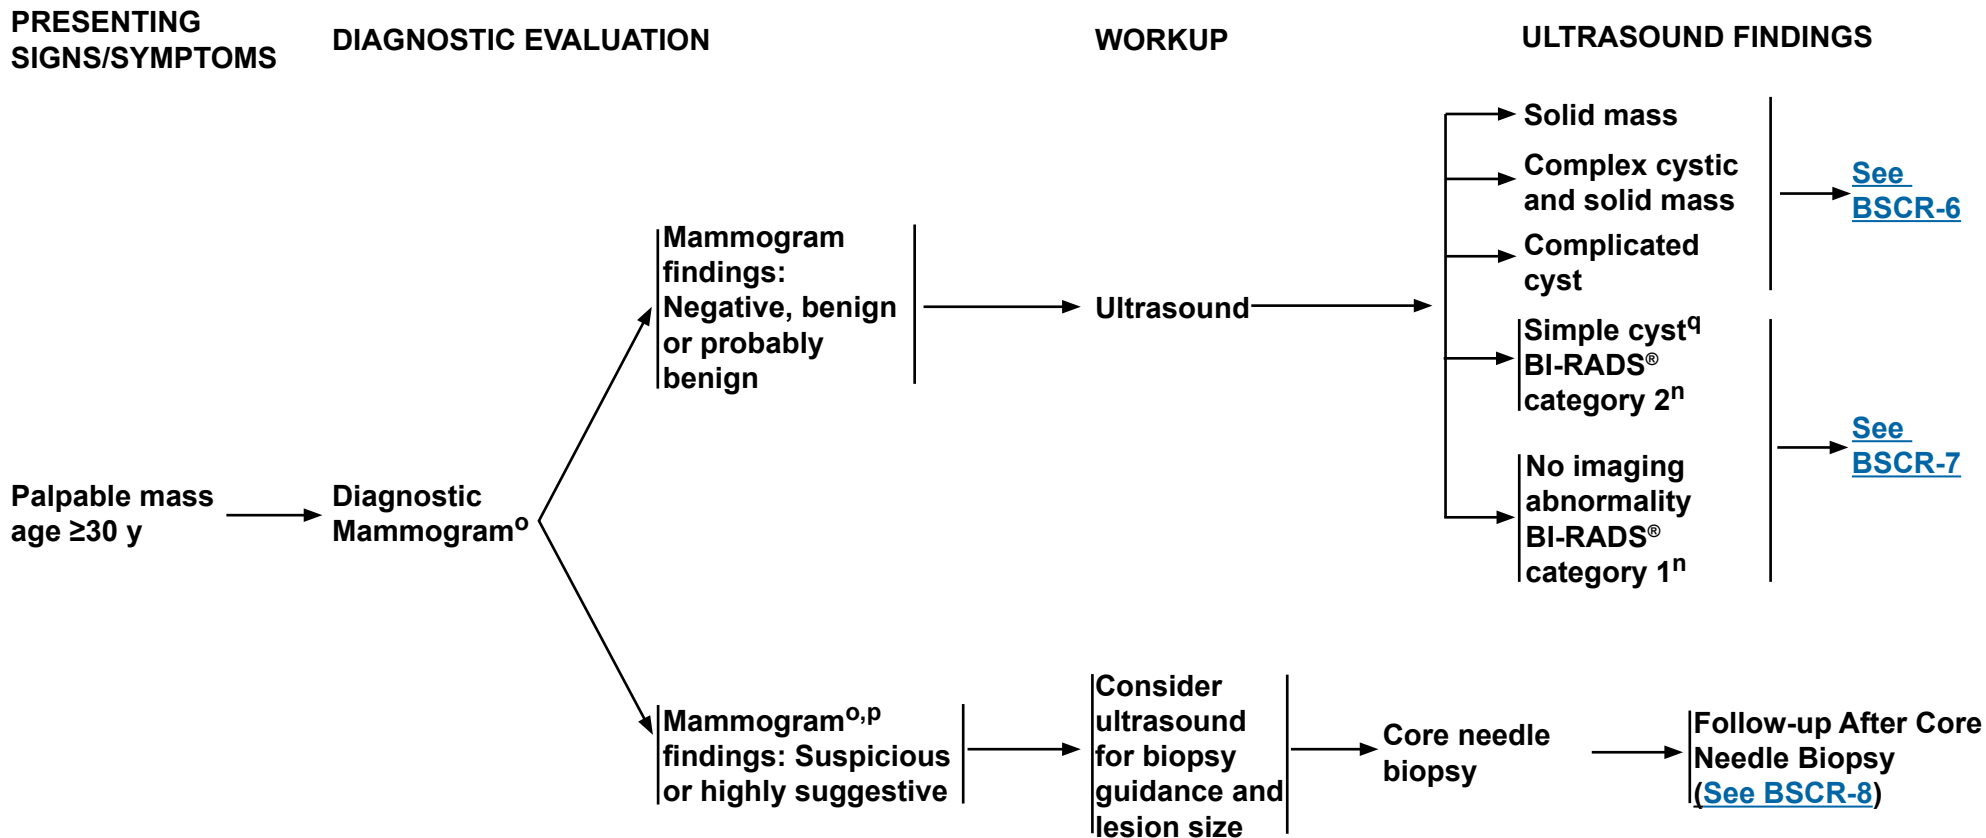 PRESENTING
SIGNS/SYMPTOMS
DIAGNOSTIC EVALUATION
WORKUP
ULTRASOUND FINDINGS
Palpable mass
age ≥30 y
Diagnostic
Mammogramᵒ
Mammogram
findings:
Negative, benign
or probably
benign
Ultrasound
Solid mass
Complex cystic
and solid mass
Complicated
cyst
See
BSCR-6
Simple cyst^q
BI-RADS®
category 2ⁿ
No imaging
abnormality
BI-RADS®
category 1ⁿ
See
BSCR-7
Mammogramᵒ,ᵖ
findings: Suspicious
or highly suggestive
Consider
ultrasound
for biopsy
guidance and
lesion size
Core needle
biopsy
Follow-up After Core
Needle Biopsy
(See BSCR-8)